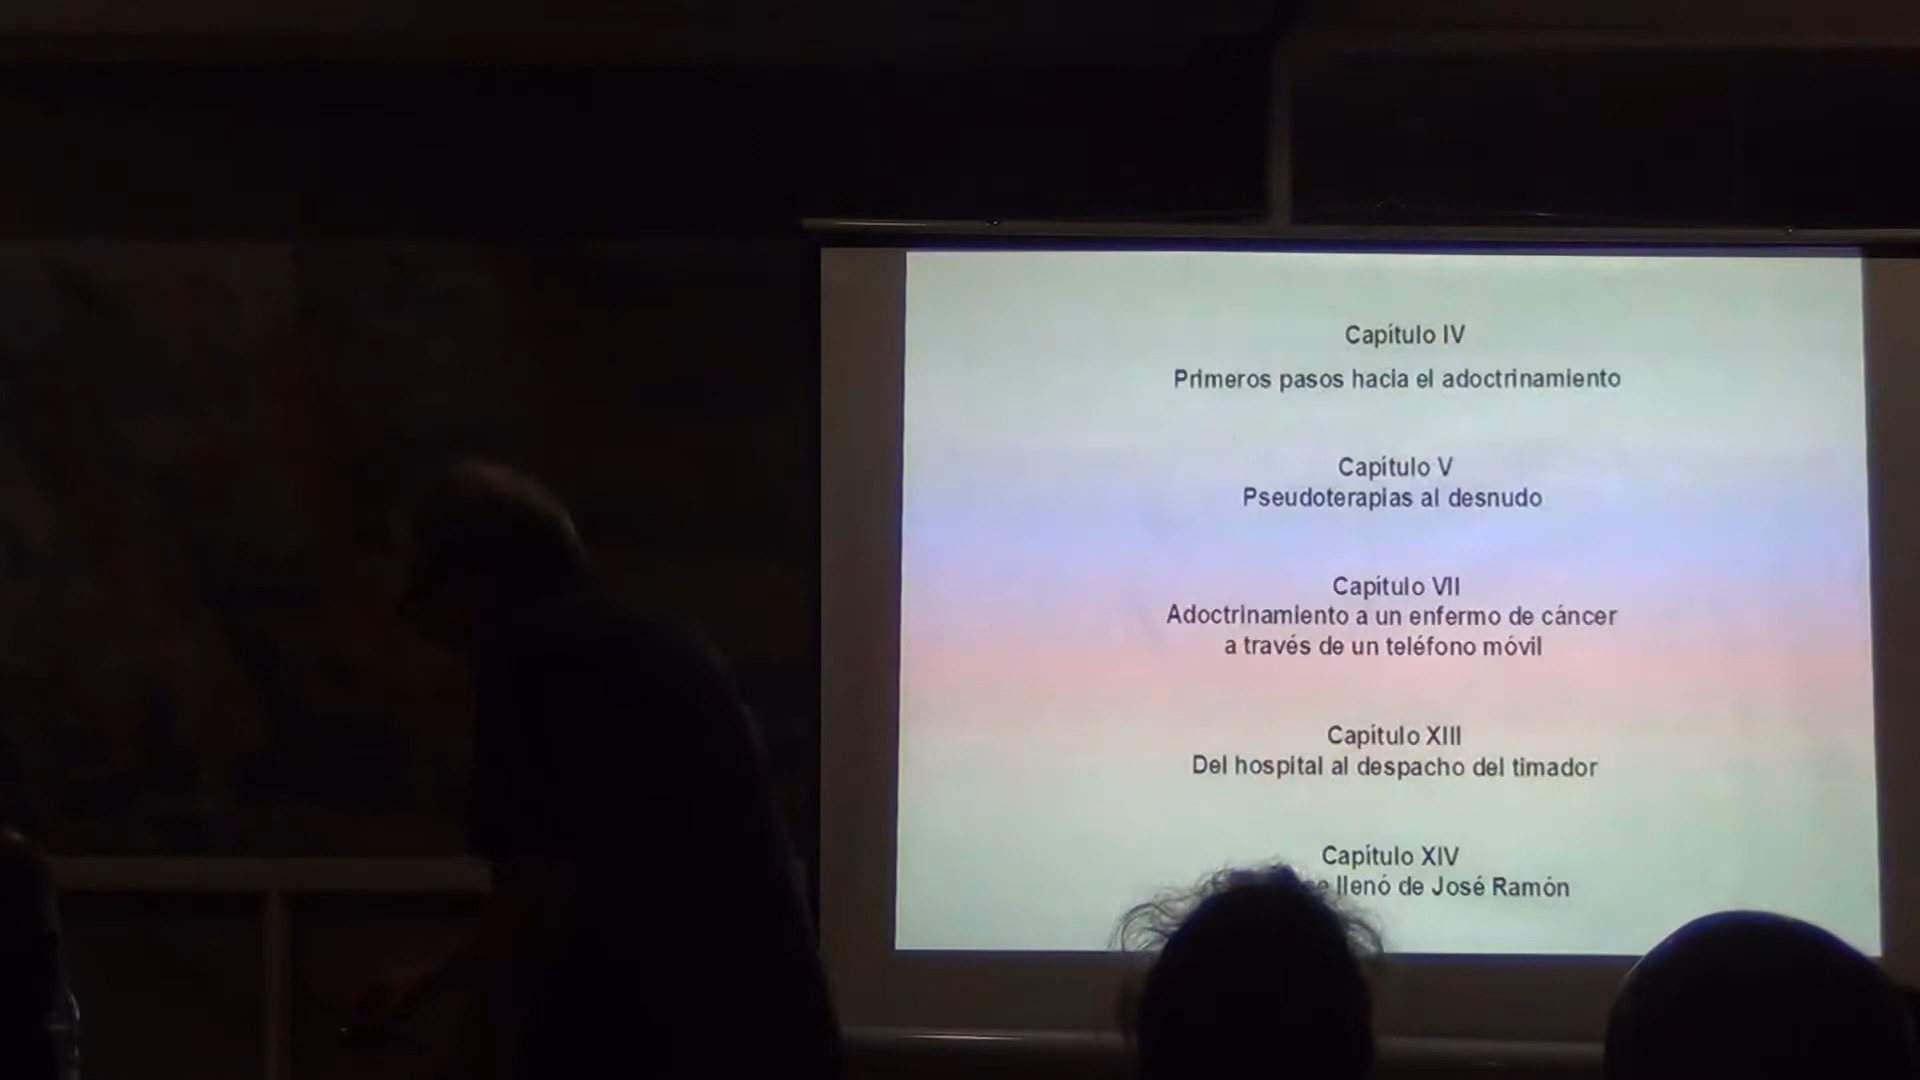 Capítulo IV
Primeros pasos hacia el adoctrinamiento
Capítulo V
Pseudoterapias al desnudo
Capítulo VII
Adoctrinamiento a un enfermo de cáncer
a través de un teléfono móvil
Capítulo XIII
Del hospital al despacho del timador
Capítulo XIV
llenó de José Ramón